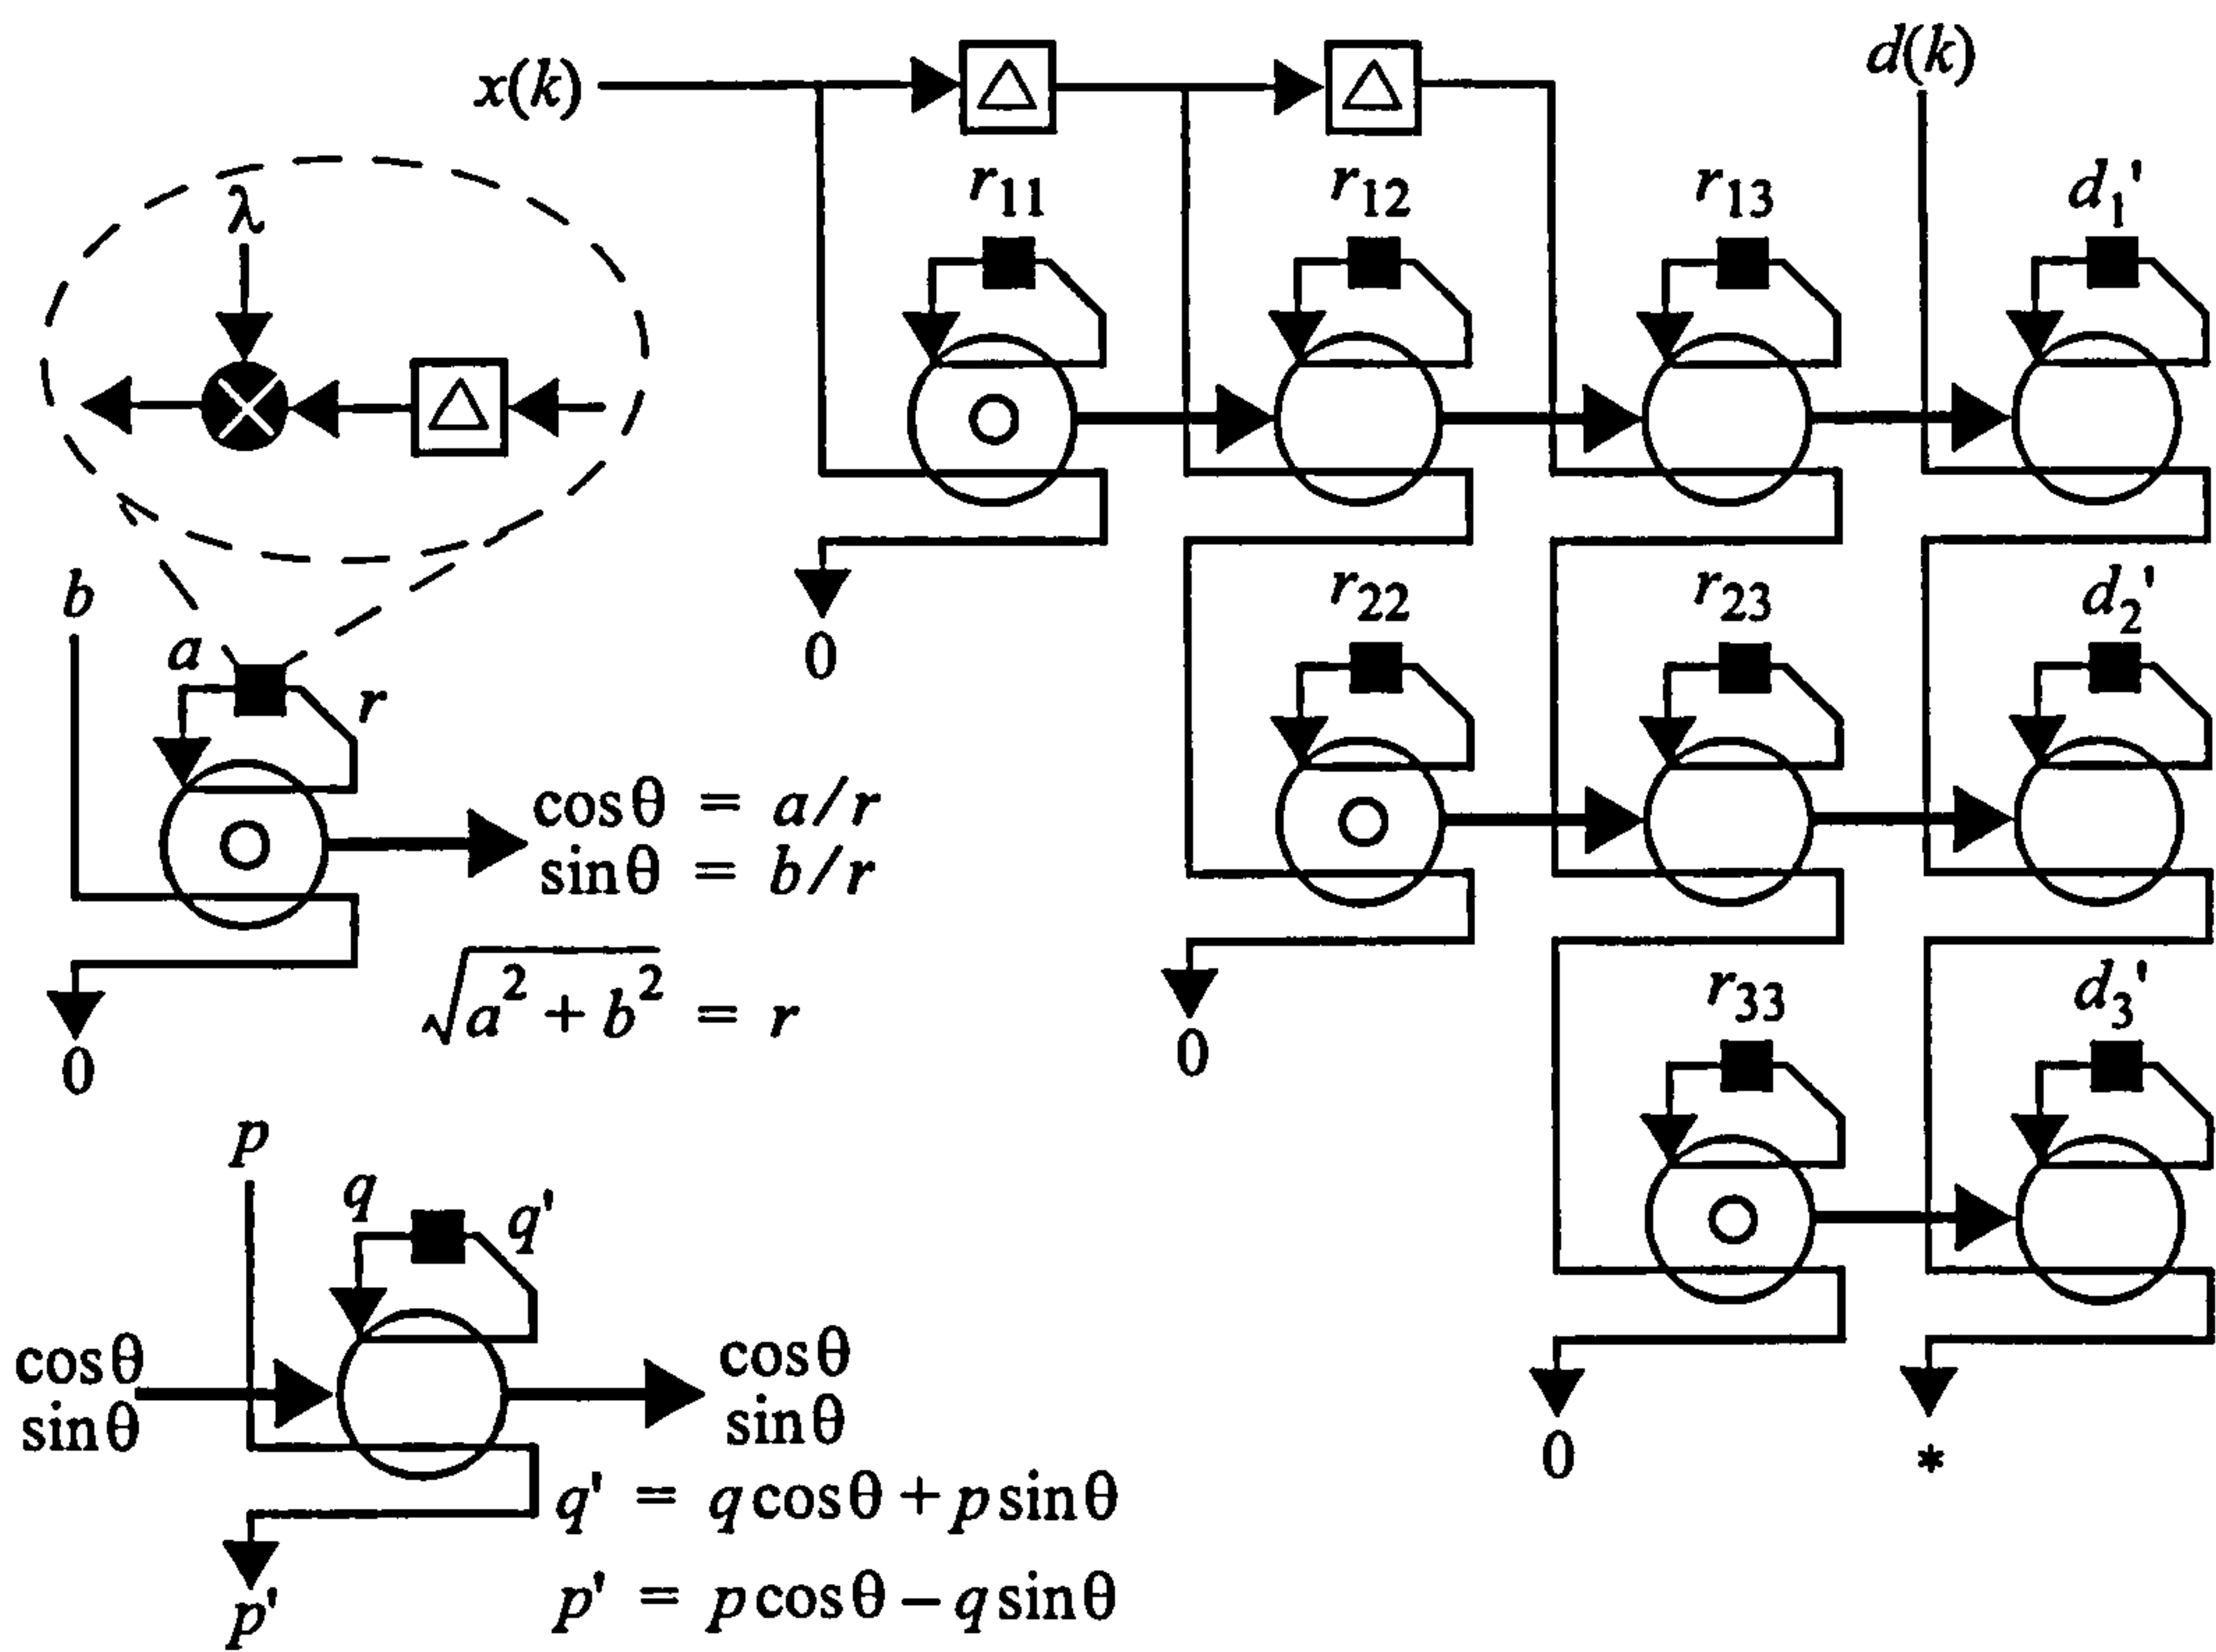 x(k)
d(k)
λ
r₁₁
r₁₂
r₁₃
d₁'
b
a
r
0
r₂₂
r₂₃
d₂'
cosθ = a/r
sinθ = b/r
√a² + b² = r
0
0
r₃₃
d₃'
p
q
q'
cosθ
sinθ
cosθ
sinθ
0
*
q' = q cosθ + p sinθ
p'
p' = p cosθ − q sinθ